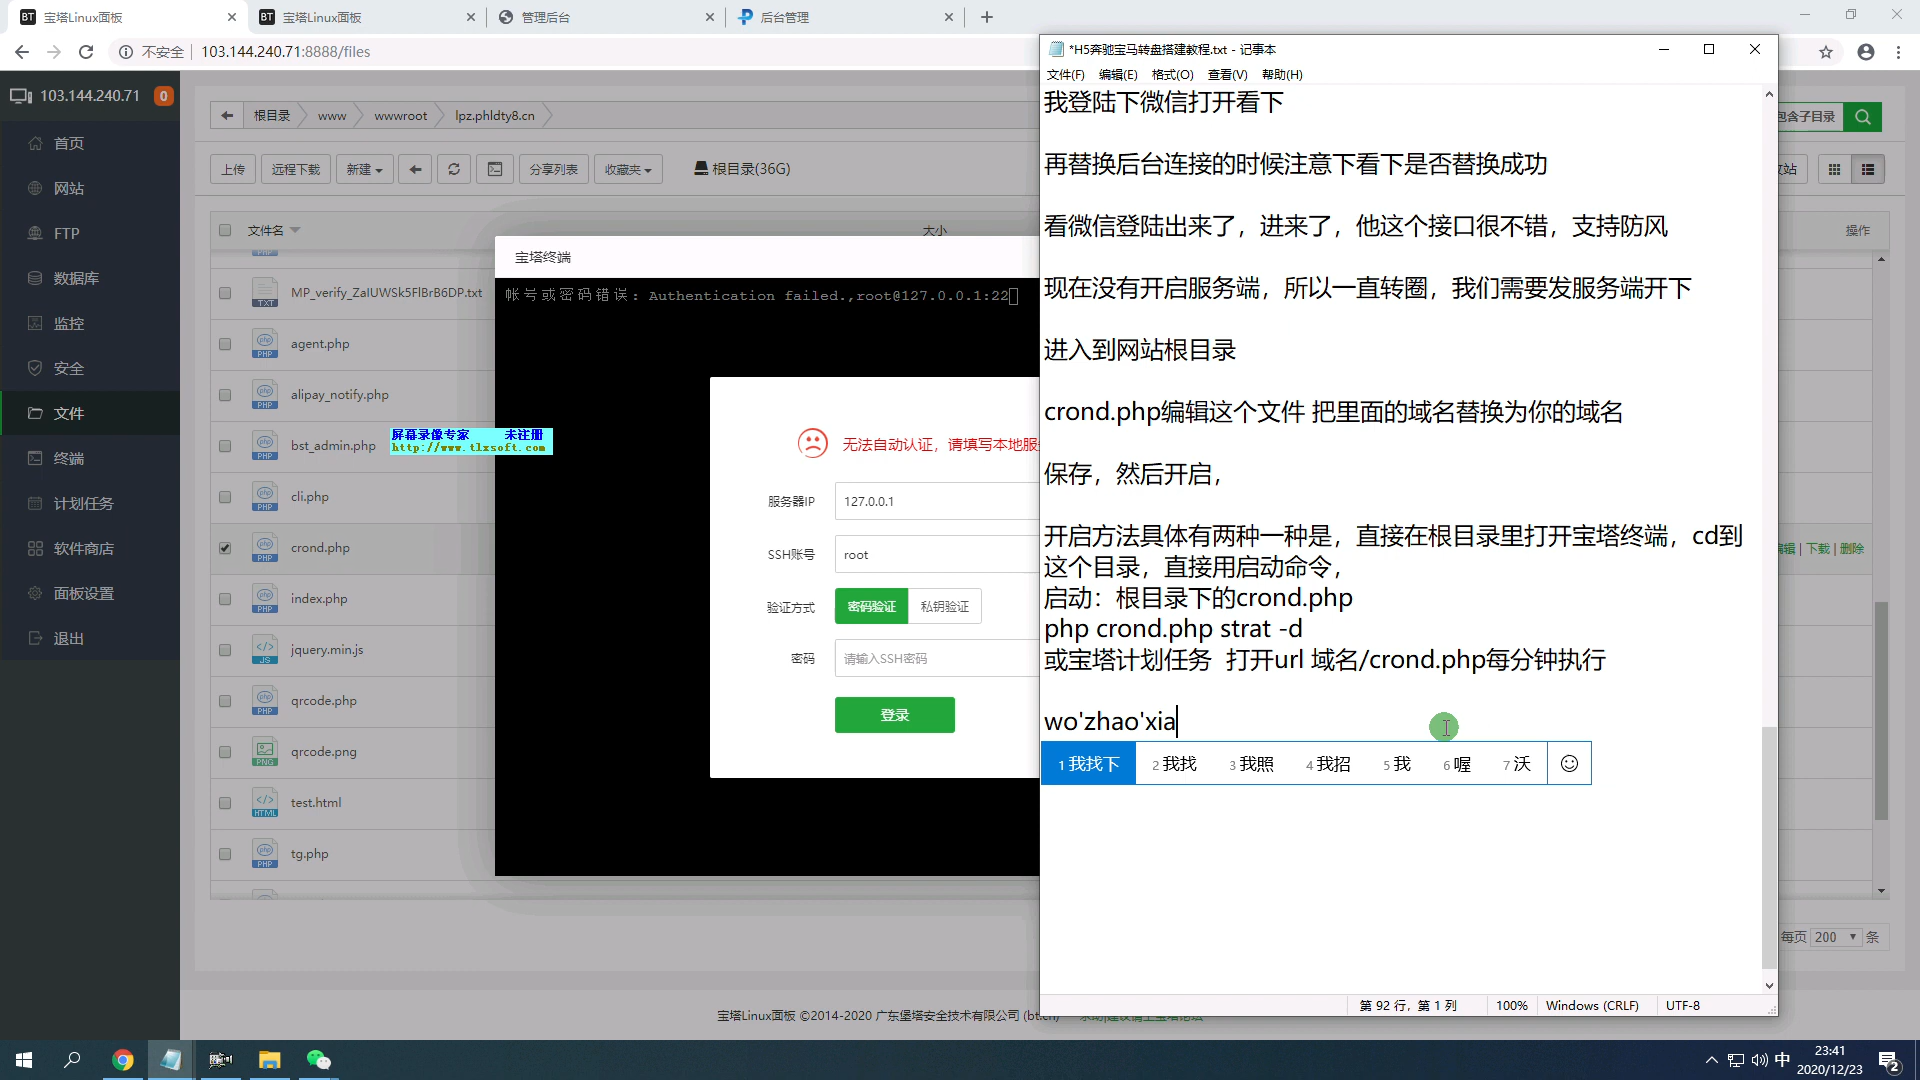 宝塔Linux面板
宝塔Linux面板
管理后台
后台管理
不安全
103.144.240.71:8888/files
103.144.240.71
0
首页
网站
FTP
数据库
监控
安全
文件
终端
计划任务
软件商店
面板设置
退出
根目录
www
wwwroot
lpz.phldty8.cn
包含子目录
上传
远程下载
新建
分享列表
收藏夹
根目录(36G)
文件名
大小
操作
MP_verify_ZaIUWSk5FlBrB6DP.txt
agent.php
alipay_notify.php
bst_admin.php
cli.php
crond.php
编辑 | 下载 | 删除
index.php
jquery.min.js
qrcode.php
qrcode.png
test.html
tg.php
屏幕录像专家 未注册
http://www.tlxsoft.com
宝塔终端
帐号或密码错误: Authentication failed.,root@127.0.0.1:22
无法自动认证，请填写本地服
服务器IP
127.0.0.1
SSH账号
root
验证方式
密码验证
私钥验证
密码
请输入SSH密码
登录
每页
200
条
宝塔Linux面板 ©2014-2020 广东堡塔安全技术有限公司 (bt.cn)
*H5奔驰宝马转盘搭建教程.txt - 记事本
文件(F) 编辑(E) 格式(O) 查看(V) 帮助(H)
我登陆下微信打开看下
再替换后台连接的时候注意下看下是否替换成功
看微信登陆出来了，进来了，他这个接口很不错，支持防风
现在没有开启服务端，所以一直转圈，我们需要发服务端开下
进入到网站根目录
crond.php编辑这个文件 把里面的域名替换为你的域名
保存，然后开启，
开启方法具体有两种一种是，直接在根目录里打开宝塔终端，cd到
这个目录，直接用启动命令，
启动：根目录下的crond.php
php crond.php strat -d
或宝塔计划任务 打开url 域名/crond.php每分钟执行
wo'zhao'xia
1 我找下 2 我找 3 我照 4 我招 5 我 6 喔 7 沃
第 92 行，第 1 列
100%
Windows (CRLF)
UTF-8
中
23:41
2020/12/23
2